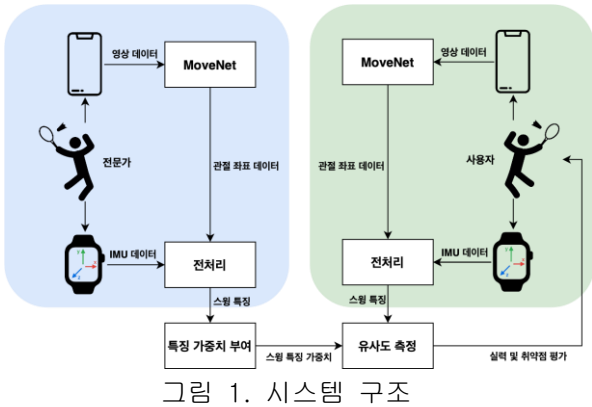 영상 데이터
MoveNet
전문가
관절 좌표 데이터
IMU 데이터
전처리
스윙 특징
특징 가중치 부여
스윙 특징 가중치
MoveNet
영상 데이터
관절 좌표 데이터
사용자
전처리
IMU 데이터
스윙 특징
유사도 측정
실력 및 취약점 평가
그림 1. 시스템 구조